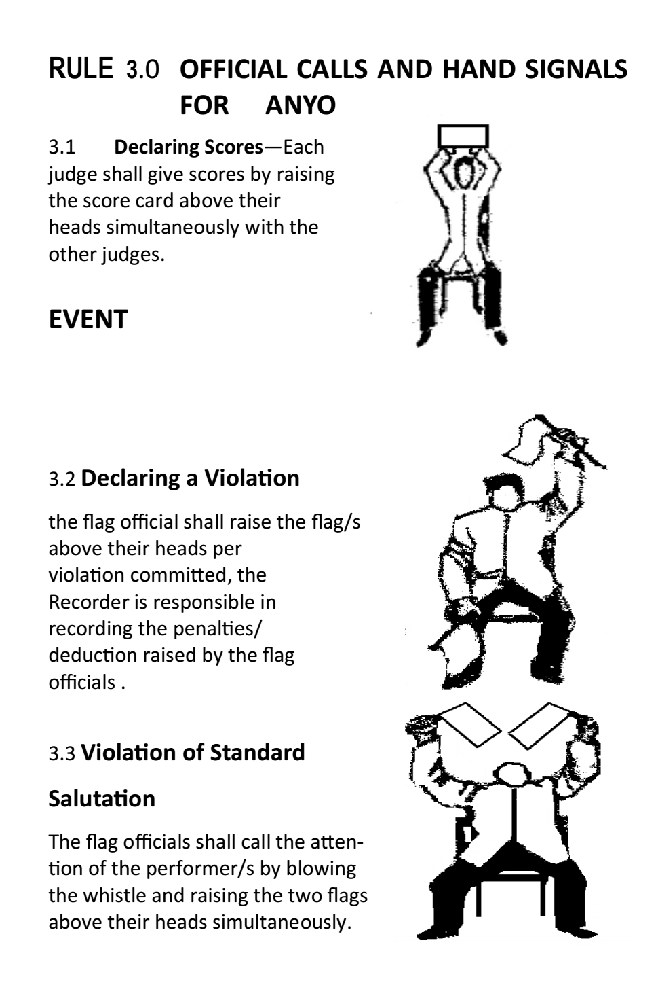 RULE 3.0 OFFICIAL CALLS AND HAND SIGNALS
FOR ANYO
3.1 Declaring Scores—Each
judge shall give scores by raising
the score card above their
heads simultaneously with the
other judges.
EVENT
3.2 Declaring a Violation
the flag official shall raise the flag/s
above their heads per
violation committed, the
Recorder is responsible in
recording the penalties/
deduction raised by the flag
officials .
3.3 Violation of Standard
Salutation
The flag officials shall call the atten-
tion of the performer/s by blowing
the whistle and raising the two flags
above their heads simultaneously.